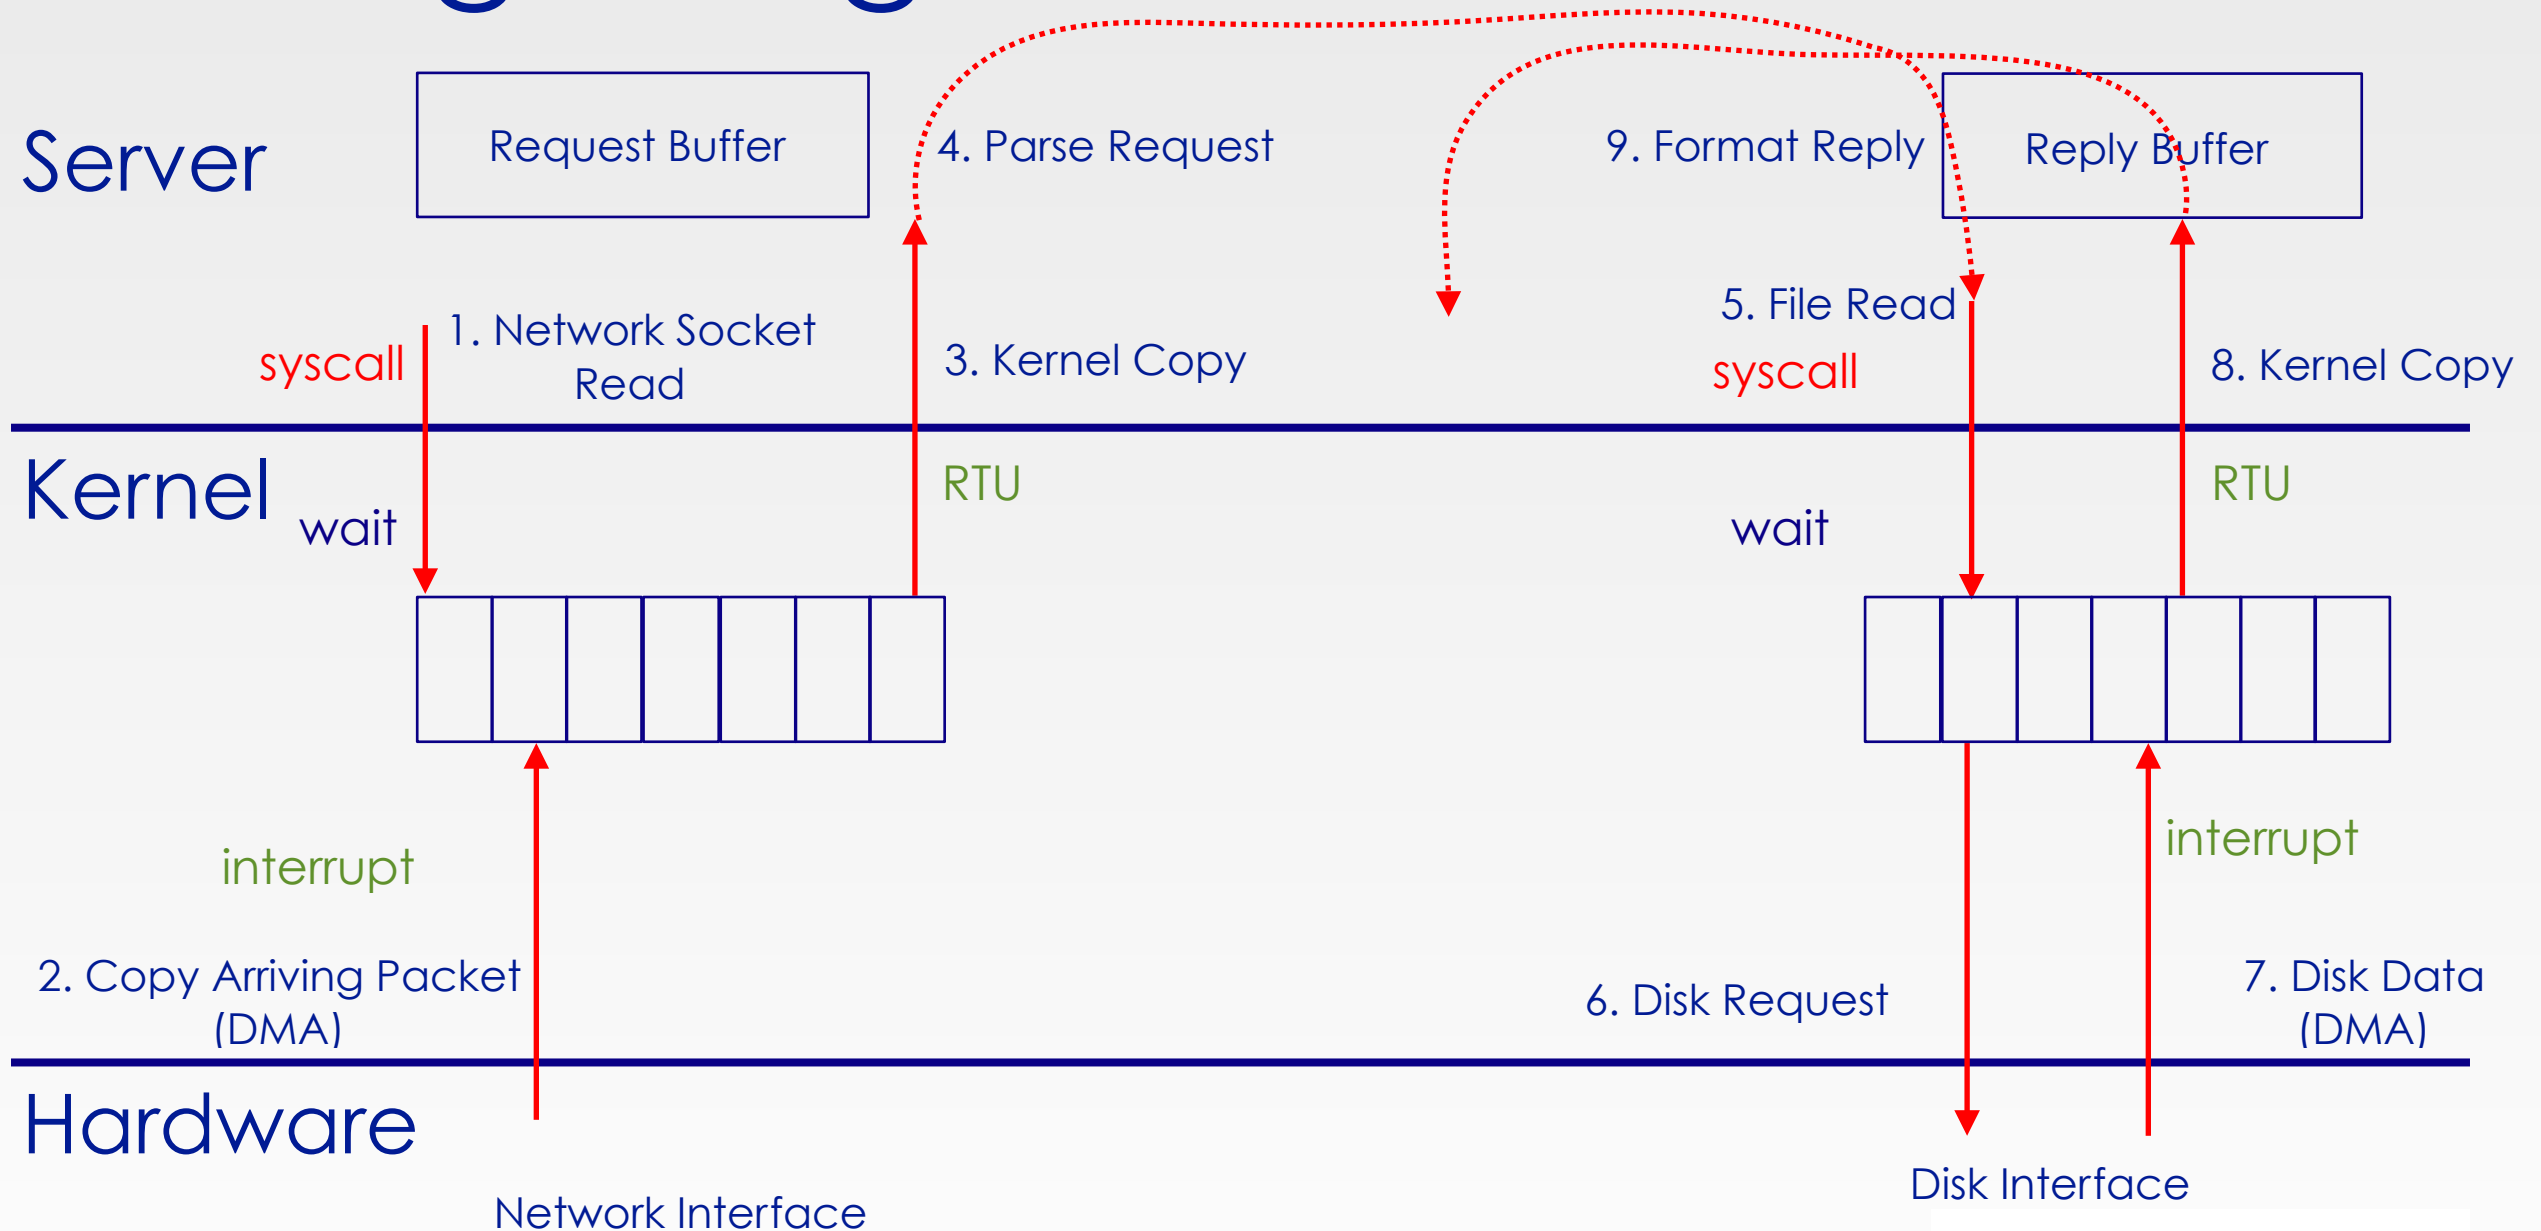 Server
Request Buffer
4. Parse Request
9. Format Reply
Reply Buffer
syscall
1. Network Socket
Read
3. Kernel Copy
5. File Read
syscall
8. Kernel Copy
Kernel
wait
RTU
wait
RTU
interrupt
interrupt
2. Copy Arriving Packet
(DMA)
6. Disk Request
7. Disk Data
(DMA)
Hardware
Network Interface
Disk Interface